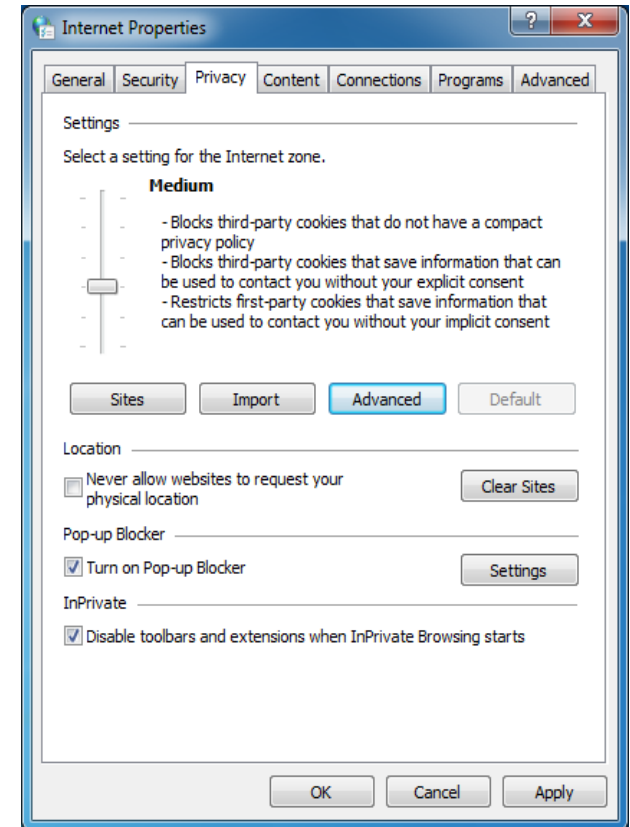 Internet Properties
?
X
General Security Privacy Content Connections Programs Advanced
Settings
Select a setting for the Internet zone.
Medium
- Blocks third-party cookies that do not have a compact
privacy policy
- Blocks third-party cookies that save information that can
be used to contact you without your explicit consent
- Restricts first-party cookies that save information that
can be used to contact you without your implicit consent
Sites Import Advanced Default
Location
Never allow websites to request your
physical location
Clear Sites
Pop-up Blocker
Turn on Pop-up Blocker
Settings
InPrivate
Disable toolbars and extensions when InPrivate Browsing starts
OK Cancel Apply